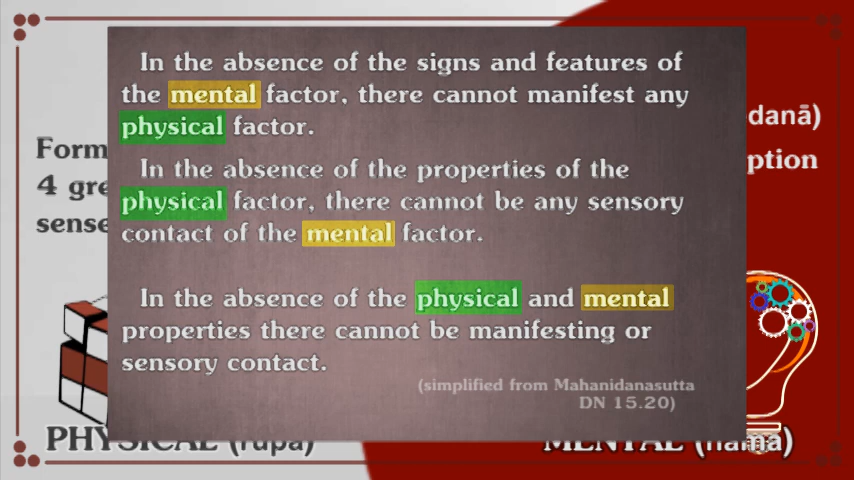 In the absence of the signs and features of
the mental factor, there cannot manifest any
physical factor.
In the absence of the properties of the
physical factor, there cannot be any sensory
contact of the mental factor.
In the absence of the physical and mental
properties there cannot be manifesting or
sensory contact.
(simplified from Mahanidanasutta
DN 15.20)
Form
4 gre
sense
danā)
ption
PHYSICAL (rūpa)
MENTAL (nāma)